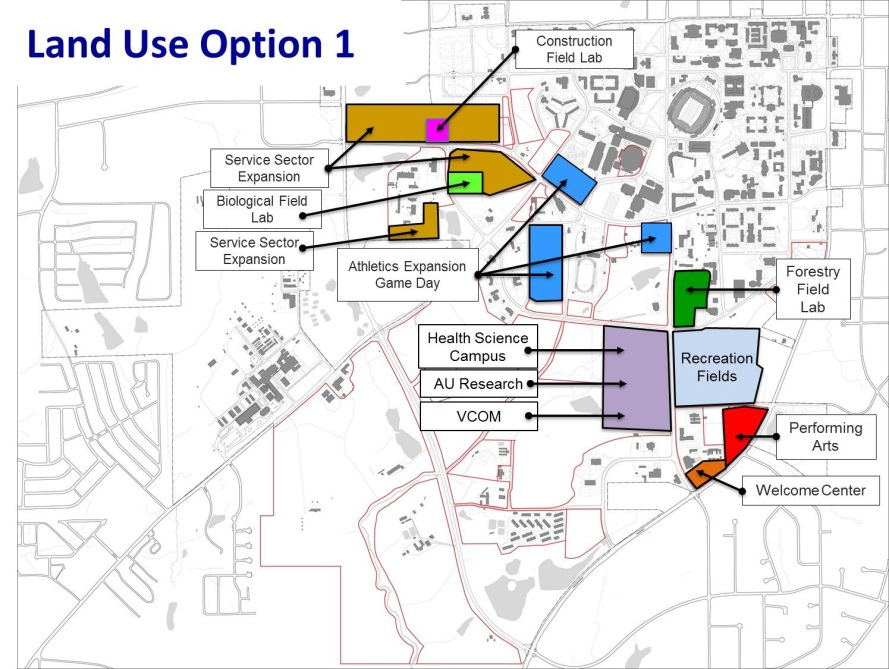 Land Use Option 1
Construction
Field Lab
Service Sector
Expansion
Biological Field
Lab
Service Sector
Expansion
Athletics Expansion
Game Day
Forestry
Field
Lab
Health Science
Campus
AU Research
VCOM
Recreation
Fields
Performing
Arts
Welcome Center